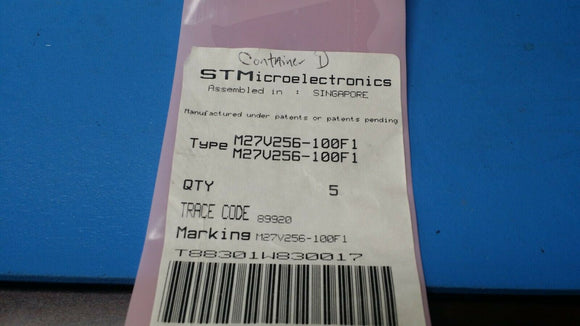 Container D
STMicroelectronics
Assembled in : SINGAPORE
Manufactured under patents or patents pending
Type M27V256-100F1
M27V256-100F1
QTY 5
TRACE CODE 89920
Marking M27V256-100F1
T88301W830017